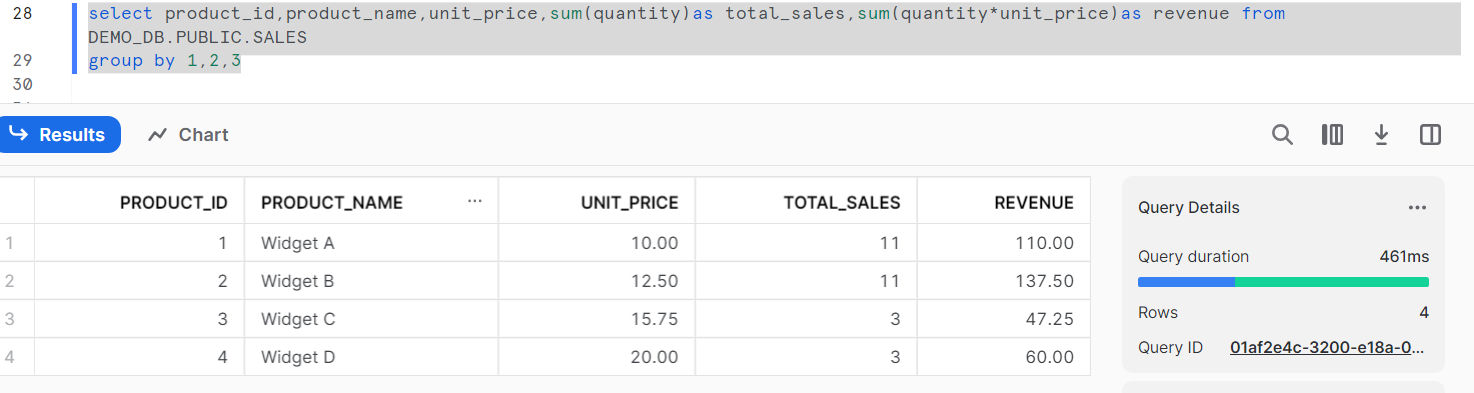 28 select product_id,product_name,unit_price,sum(quantity)as total_sales,sum(quantity*unit_price)as revenue from
DEMO_DB.PUBLIC.SALES
29 group by 1,2,3
30
Results Chart
PRODUCT_ID PRODUCT_NAME ... UNIT_PRICE TOTAL_SALES REVENUE
1 1 Widget A 10.00 11 110.00
2 2 Widget B 12.50 11 137.50
3 3 Widget C 15.75 3 47.25
4 4 Widget D 20.00 3 60.00
Query Details ...
Query duration 461ms
Rows 4
Query ID 01af2e4c-3200-e18a-0...